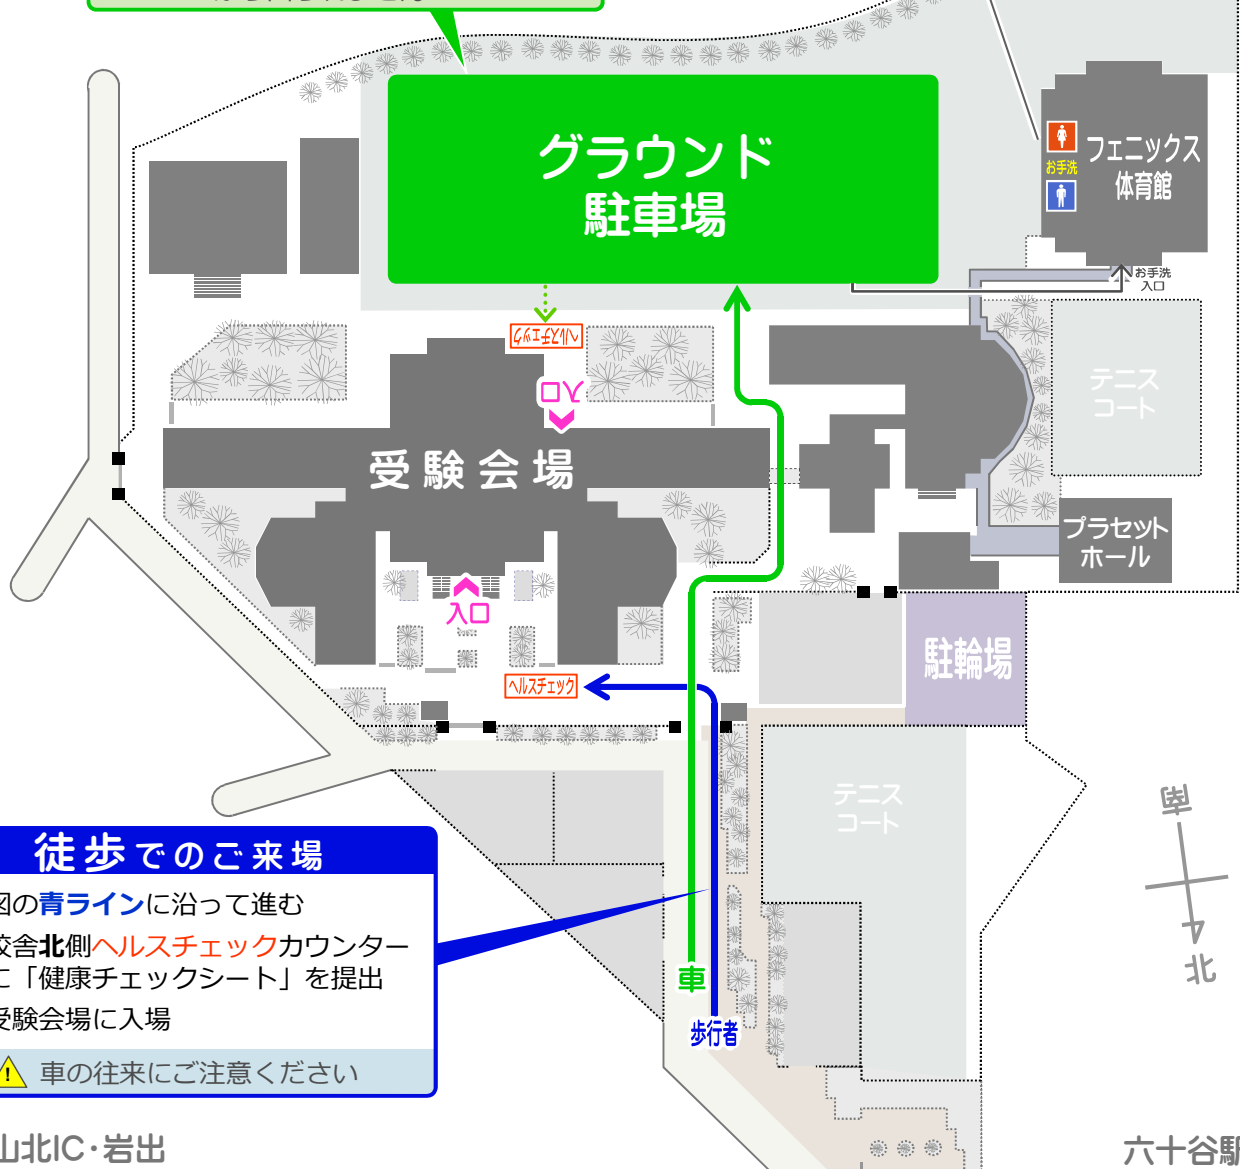 グラウンド
駐車場
お手洗
フェニックス
体育館
お手洗
入口
ヘルスチェック
入口
テニス
コート
受験会場
プラセット
ホール
入口
駐輪場
ヘルスチェック
テニス
コート
南
北
徒歩でのご来場
図の青ラインに沿って進む
校舎北側ヘルスチェックカウンター
に「健康チェックシート」を提出
受験会場に入場
! 車の往来にご注意ください
車
歩行者
山北IC・岩出
六十谷駅